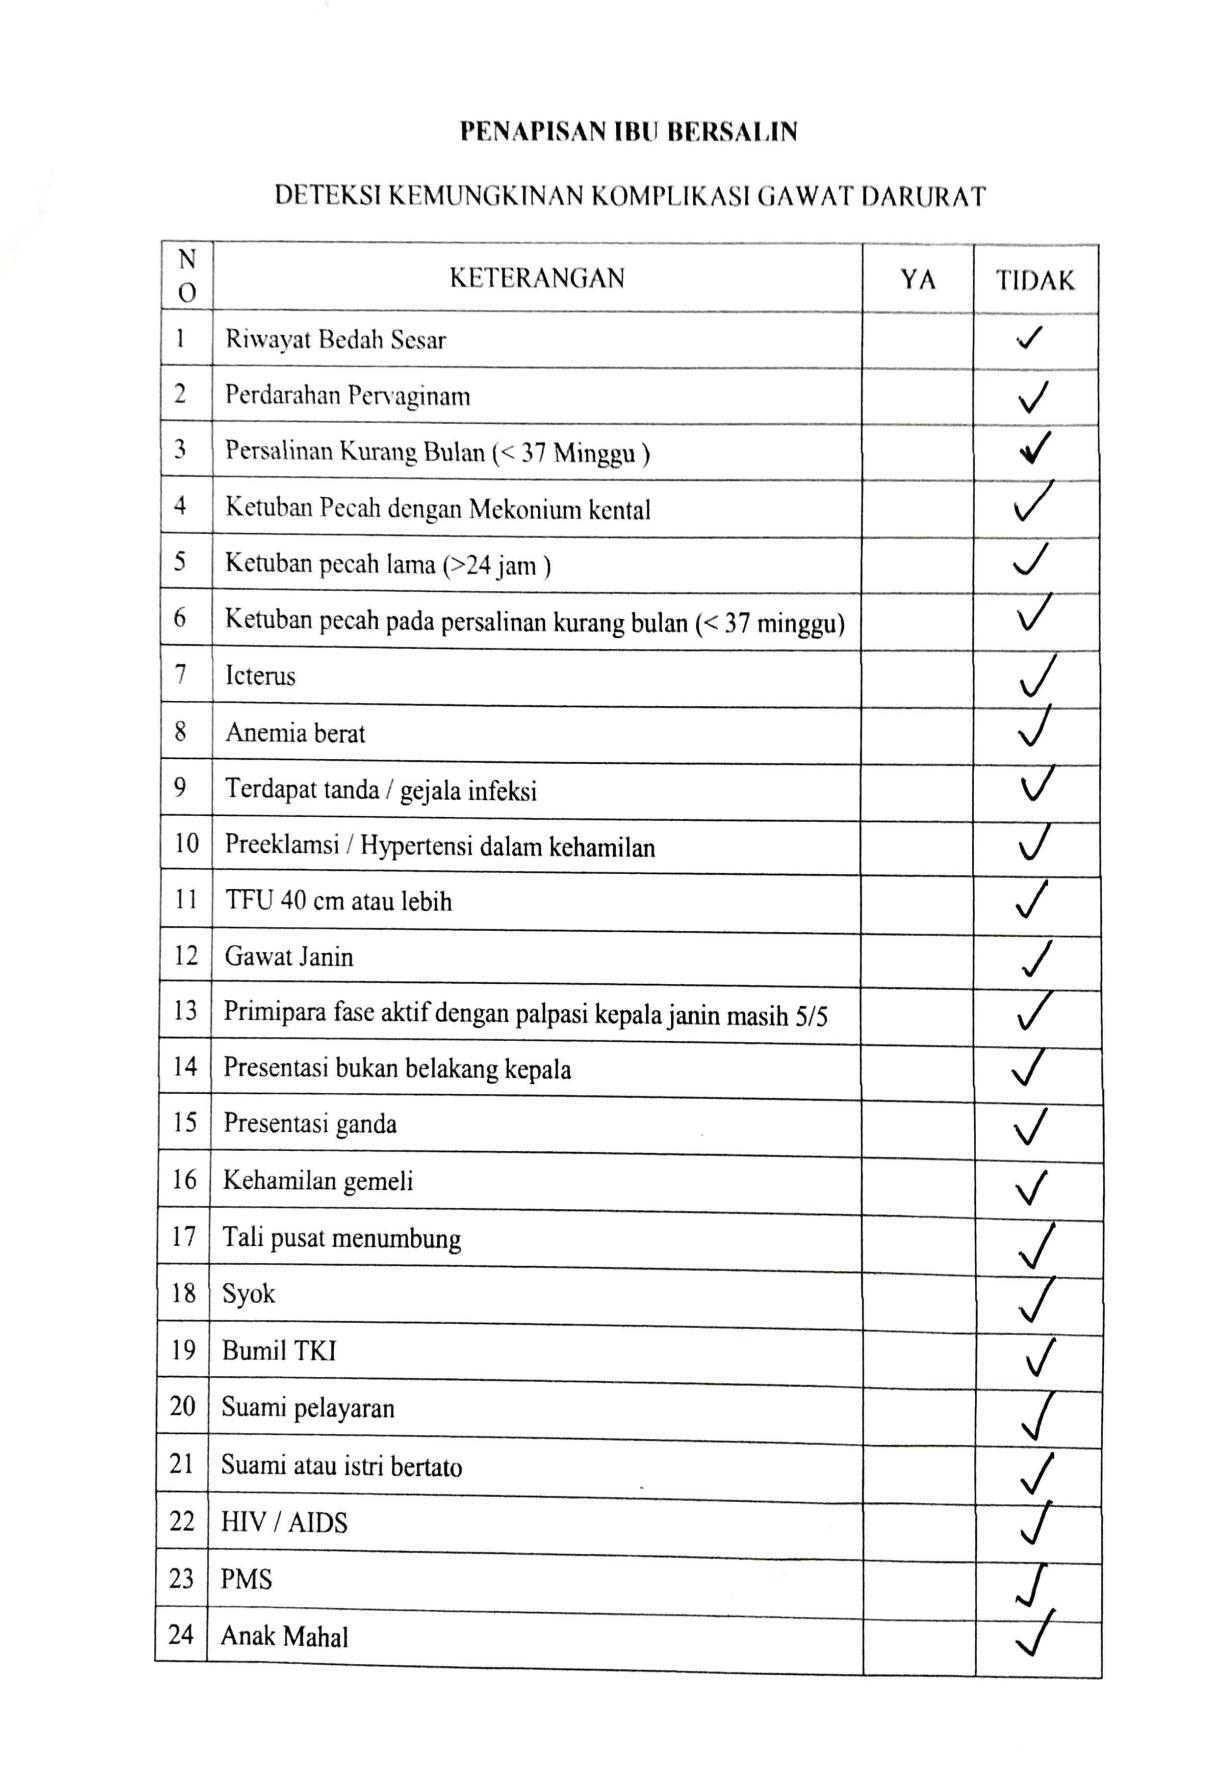 PENAPISAN IBU BERSALIN
DETEKSI KEMUNGKINAN KOMPLIKASI GAWAT DARURAT
NO KETERANGAN YA TIDAK
1 Riwayat Bedah Sesar ✓
2 Perdarahan Pervaginam ✓
3 Persalinan Kurang Bulan (< 37 Minggu ) ✓
4 Ketuban Pecah dengan Mekonium kental ✓
5 Ketuban pecah lama (>24 jam ) ✓
6 Ketuban pecah pada persalinan kurang bulan (< 37 minggu) ✓
7 Icterus ✓
8 Anemia berat ✓
9 Terdapat tanda / gejala infeksi ✓
10 Preeklamsi / Hypertensi dalam kehamilan ✓
11 TFU 40 cm atau lebih ✓
12 Gawat Janin ✓
13 Primipara fase aktif dengan palpasi kepala janin masih 5/5 ✓
14 Presentasi bukan belakang kepala ✓
15 Presentasi ganda ✓
16 Kehamilan gemeli ✓
17 Tali pusat menumbung ✓
18 Syok ✓
19 Bumil TKI ✓
20 Suami pelayaran ✓
21 Suami atau istri bertato ✓
22 HIV / AIDS ✓
23 PMS ✓
24 Anak Mahal ✓